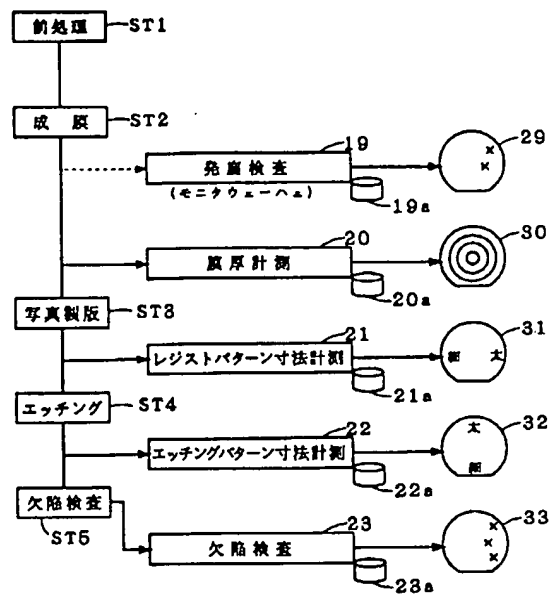 前処理
ST1
成膜
ST2
19
発塵検査
(モニタウェーハ上)
19a
29
×
×
20
膜厚計測
20a
30
写真製版
ST3
21
レジストパターン寸法計測
21a
31
細 太
エッチング
ST4
22
エッチングパターン寸法計測
22a
32
太
細
欠陥検査
ST5
23
欠陥検査
23a
33
×
×
×